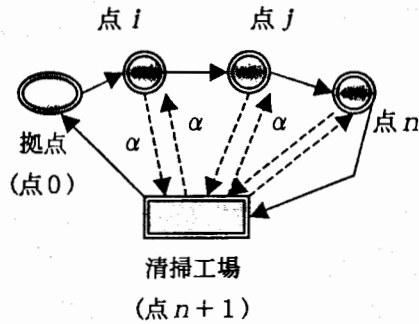 点 i
点 j
点 n
α
α
α
拠点
(点0)
清掃工場
(点 n + 1)